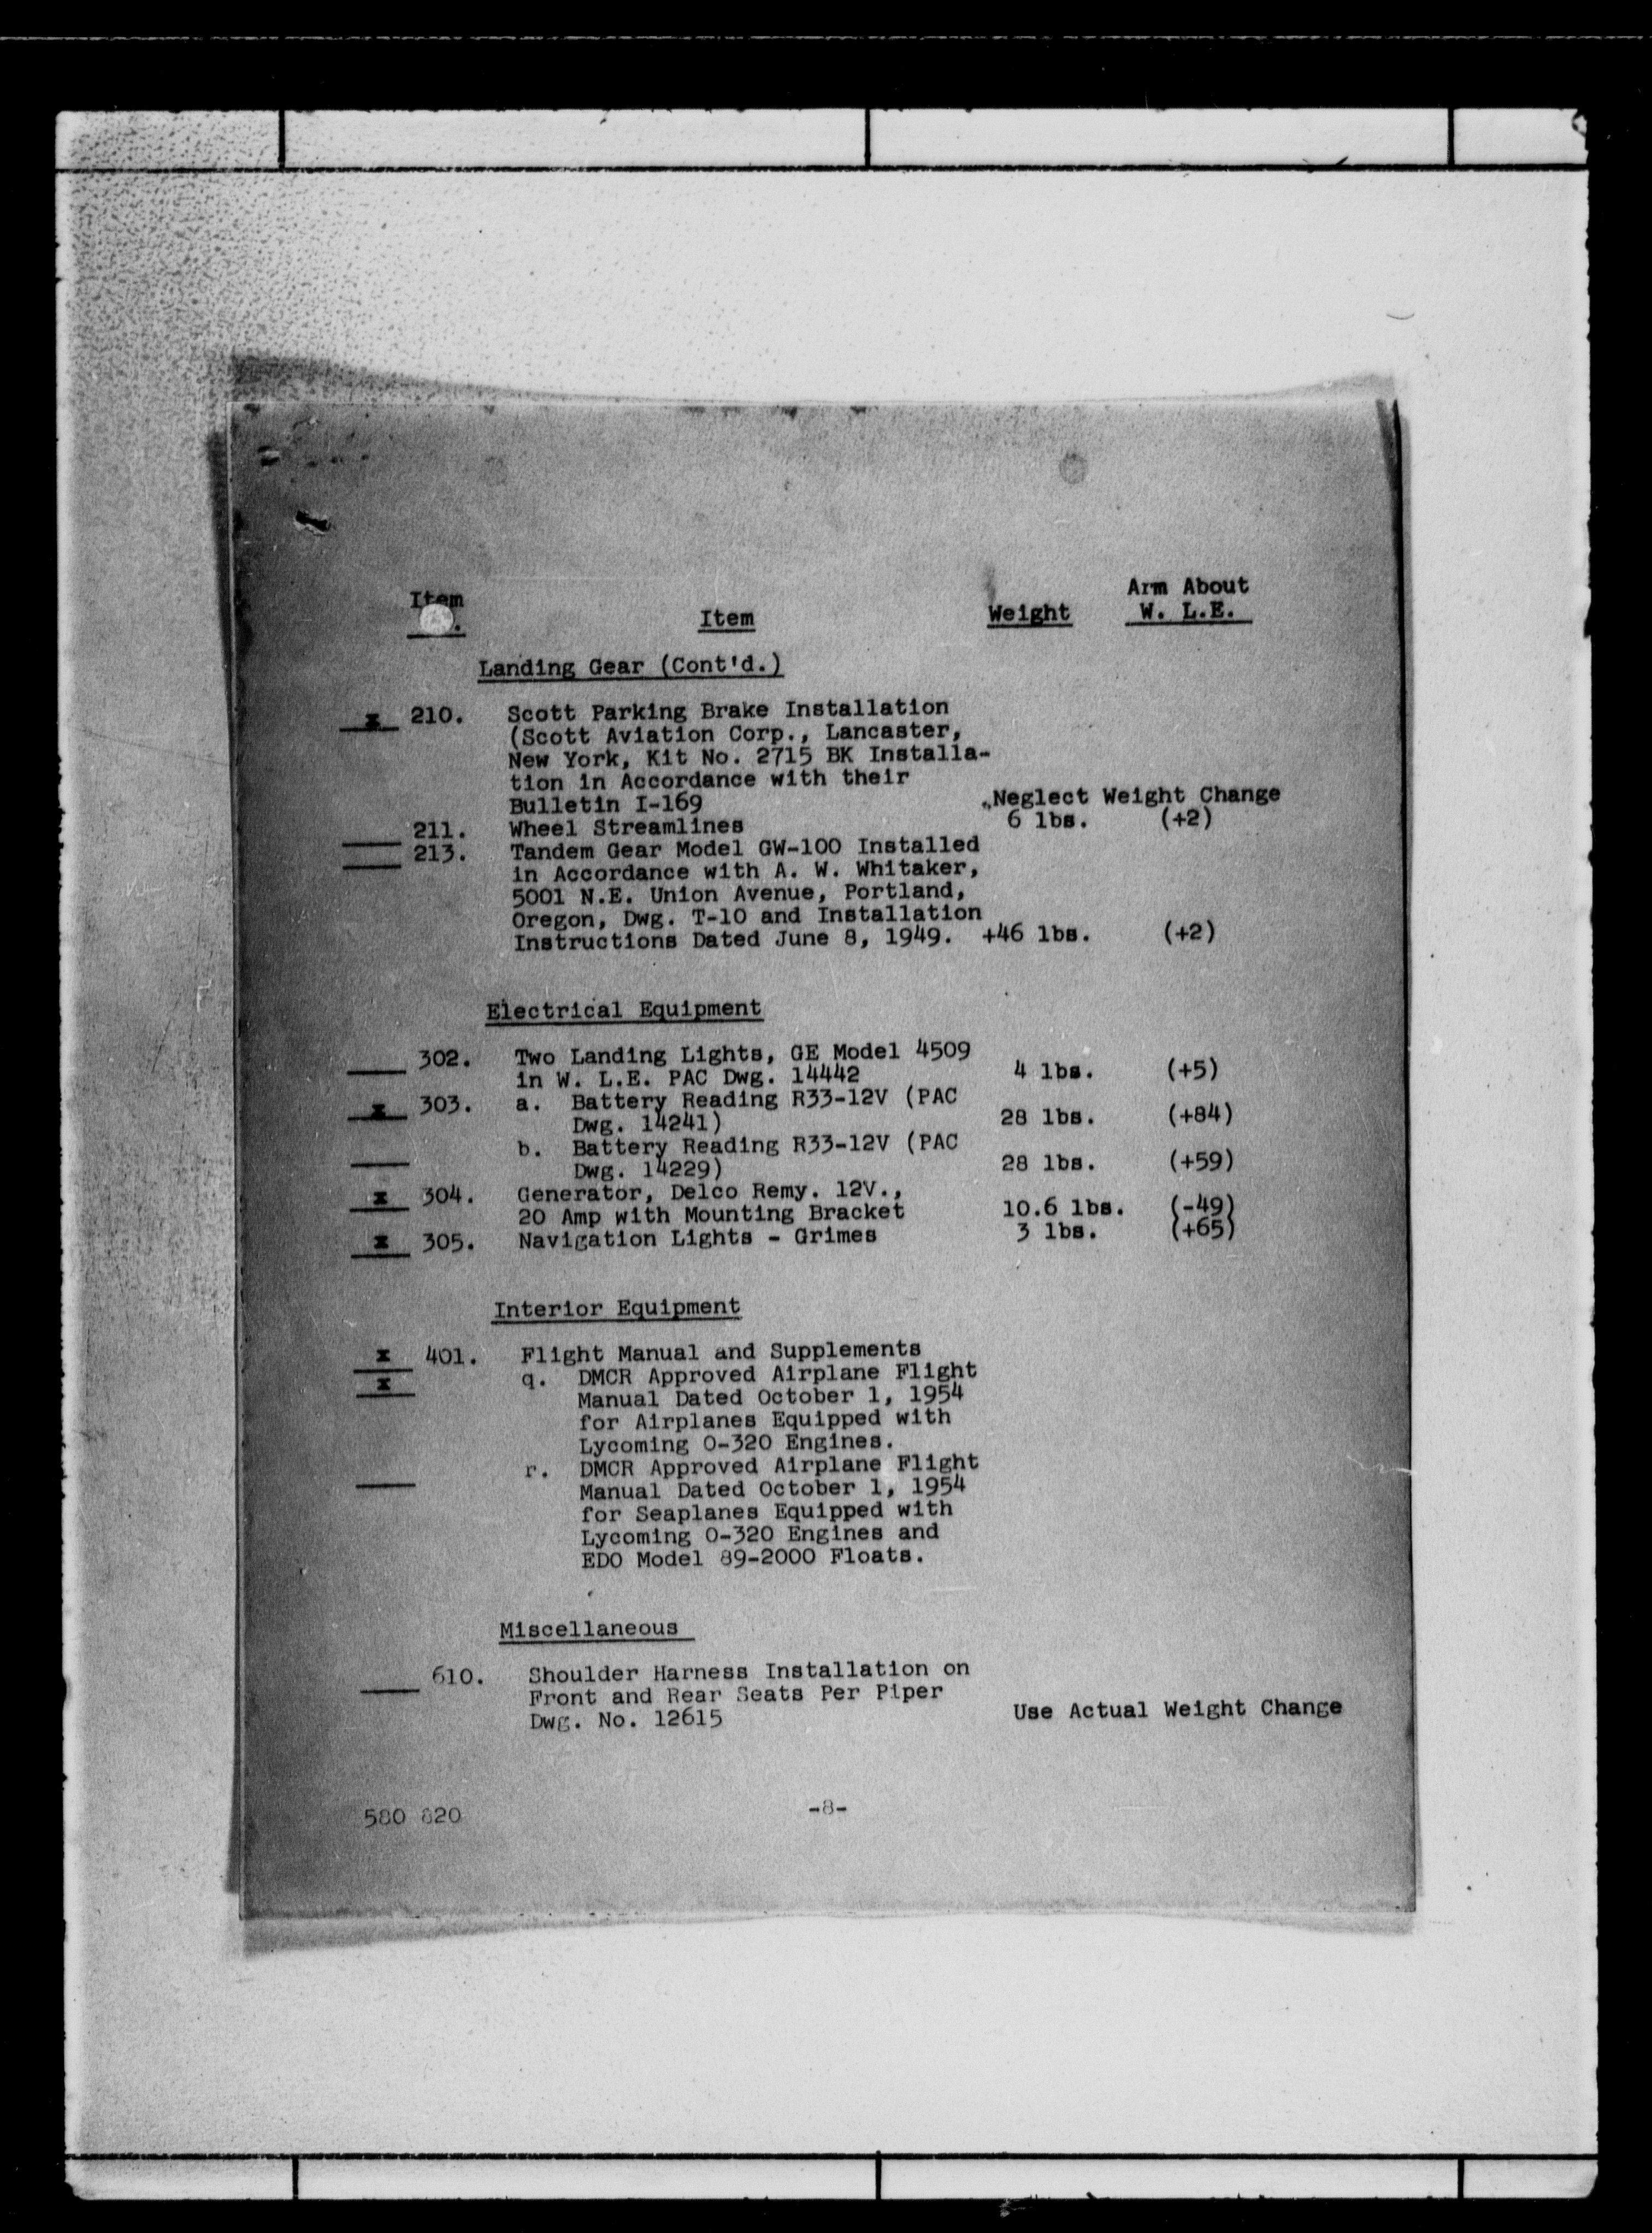 Item
Item Weight Arm About
W. L.E.
Landing Gear (Cont'd.)
x 210. Scott Parking Brake Installation
(Scott Aviation Corp., Lancaster,
New York, Kit No. 2715 BK Installa-
tion in Accordance with their
Bulletin I-169 Neglect Weight Change
211. Wheel Streamlines 6 lbs. (+2)
213. Tandem Gear Model GW-100 Installed
in Accordance with A. W. Whitaker,
5001 N.E. Union Avenue, Portland,
Oregon, Dwg. T-10 and Installation
Instructions Dated June 8, 1949. +46 lbs. (+2)
Electrical Equipment
302. Two Landing Lights, GE Model 4509
in W. L.E. PAC Dwg. 14442 4 lbs. (+5)
x 303. a. Battery Reading R33-12V (PAC
Dwg. 14241) 28 lbs. (+84)
b. Battery Reading R33-12V (PAC
Dwg. 14229) 28 lbs. (+59)
x 304. Generator, Delco Remy. 12V.,
20 Amp with Mounting Bracket 10.6 lbs. (-49)
x 305. Navigation Lights - Grimes 3 lbs. (+65)
Interior Equipment
x 401. Flight Manual and Supplements
x q. DMCR Approved Airplane Flight
Manual Dated October 1, 1954
for Airplanes Equipped with
Lycoming O-320 Engines.
r. DMCR Approved Airplane Flight
Manual Dated October 1, 1954
for Seaplanes Equipped with
Lycoming O-320 Engines and
EDO Model 89-2000 Floats.
Miscellaneous
610. Shoulder Harness Installation on
Front and Rear Seats Per Piper
Dwg. No. 12615 Use Actual Weight Change
580 820 -8-